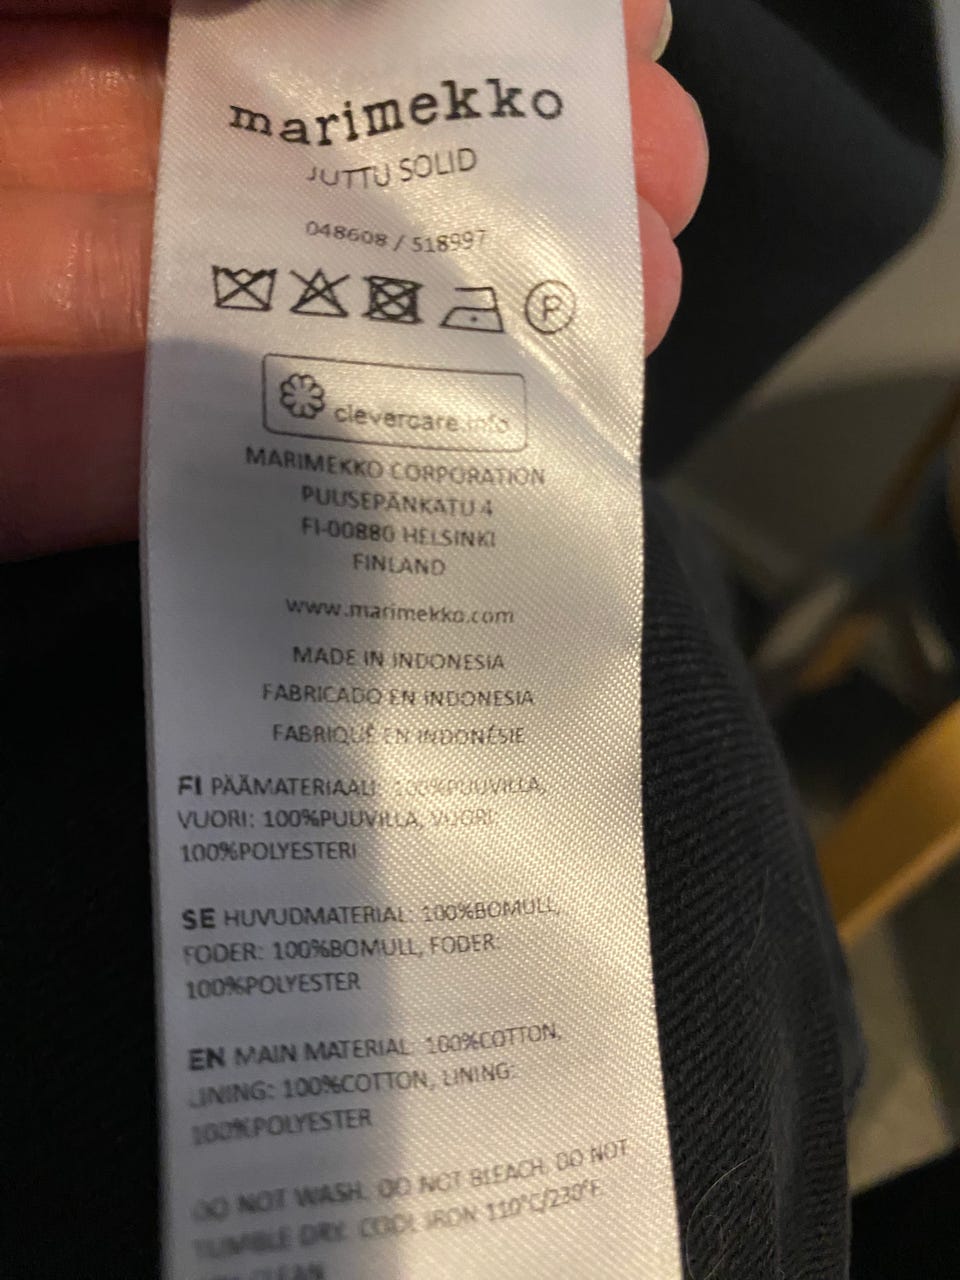 marimekko
JUTTU SOLID
048608 / 518997
P
clevercare.info
MARIMEKKO CORPORATION
PUUSEPÄNKATU 4
FI-00880 HELSINKI
FINLAND
www.marimekko.com
MADE IN INDONESIA
FABRICADO EN INDONESIA
FABRIQUÉ EN INDONÉSIE
FI PÄÄMATERIAALI: 100%PUUVILLA,
VUORI: 100%PUUVILLA, VUORI:
100%POLYESTERI
SE HUVUDMATERIAL: 100%BOMULL,
FODER: 100%BOMULL, FODER:
100%POLYESTER
EN MAIN MATERIAL: 100%COTTON,
LINING: 100%COTTON, LINING:
100%POLYESTER
DO NOT WASH. DO NOT BLEACH. DO NOT
TUMBLE DRY. COOL IRON 110°C/230°F.
CLEAN